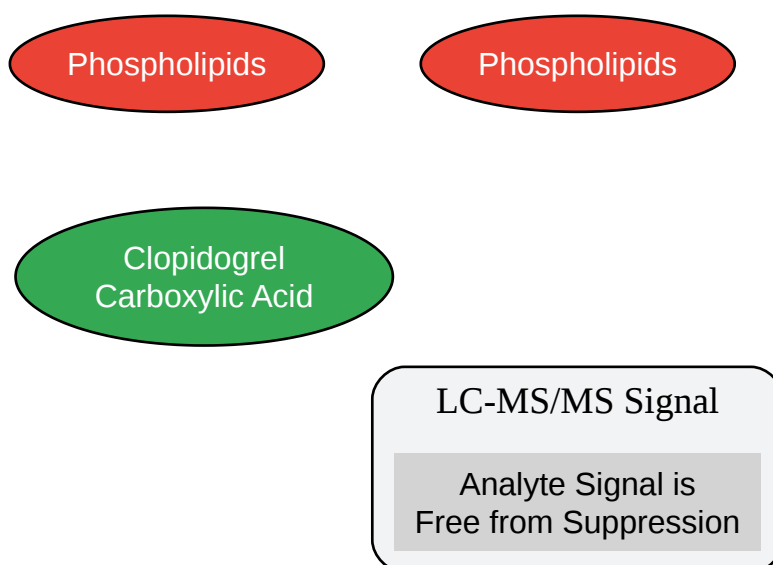 Phospholipids
Phospholipids
Clopidogrel
Carboxylic Acid
LC-MS/MS Signal
Analyte Signal is
Free from Suppression